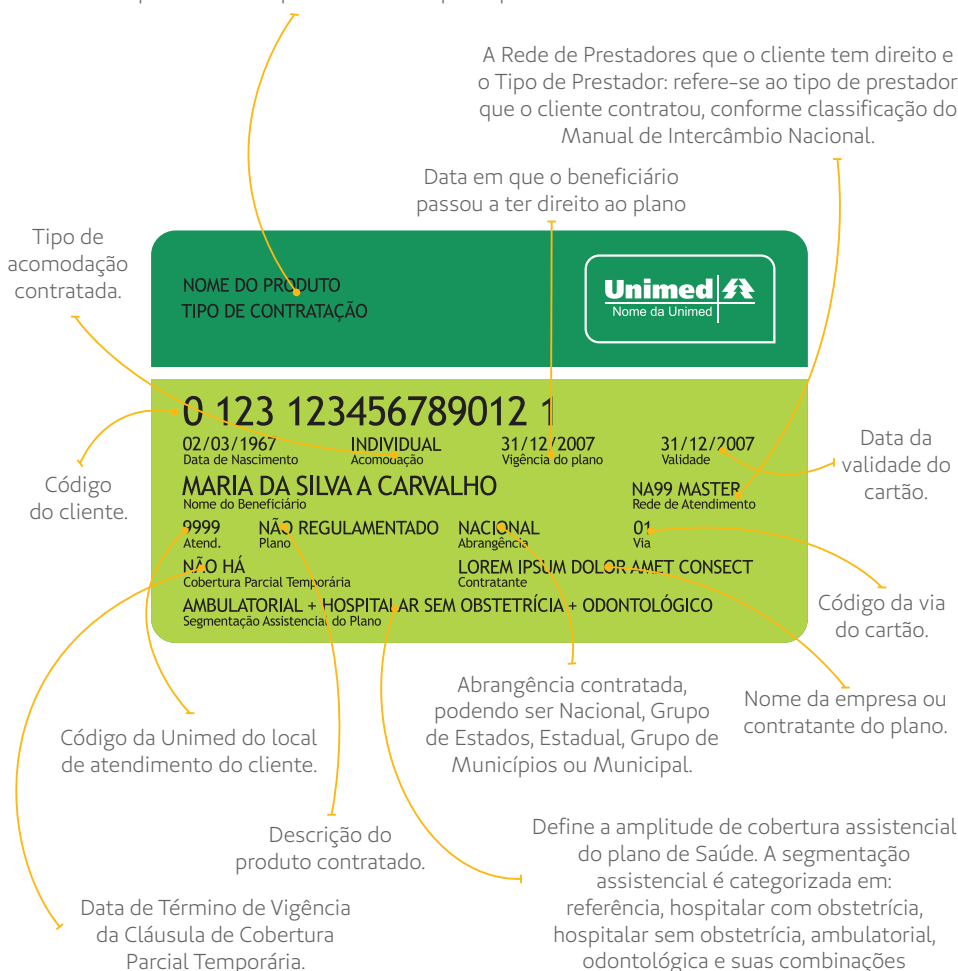 A Rede de Prestadores que o cliente tem direito e
o Tipo de Prestador: refere-se ao tipo de prestador
que o cliente contratou, conforme classificação do
Manual de Intercâmbio Nacional.
Data em que o beneficiário
passou a ter direito ao plano
Tipo de
acomodação
contratada.
NOME DO PRODUTO
TIPO DE CONTRATAÇÃO
Unimed
Nome da Unimed
0 123 123456789012 1
02/03/1967 INDIVIDUAL 31/12/2007 31/12/2007
Data de Nascimento Acomodação Vigência do plano Validade
MARIA DA SILVA A CARVALHO NA99 MASTER
Nome do Beneficiário Rede de Atendimento
9999 NÃO REGULAMENTADO NACIONAL 01
Atend. Plano Abrangência Via
NÃO HÁ LOREM IPSUM DOLOR AMET CONSECT
Cobertura Parcial Temporária Contratante
AMBULATORIAL + HOSPITALAR SEM OBSTETRÍCIA + ODONTOLÓGICO
Segmentação Assistencial do Plano
Código
do cliente.
Data da
validade do
cartão.
Código da via
do cartão.
Nome da empresa ou
contratante do plano.
Abrangência contratada,
podendo ser Nacional, Grupo
de Estados, Estadual, Grupo de
Municípios ou Municipal.
Código da Unimed do local
de atendimento do cliente.
Descrição do
produto contratado.
Define a amplitude de cobertura assistencial
do plano de Saúde. A segmentação
assistencial é categorizada em:
referência, hospitalar com obstetrícia,
hospitalar sem obstetrícia, ambulatorial,
odontológica e suas combinações
Data de Término de Vigência
da Cláusula de Cobertura
Parcial Temporária.